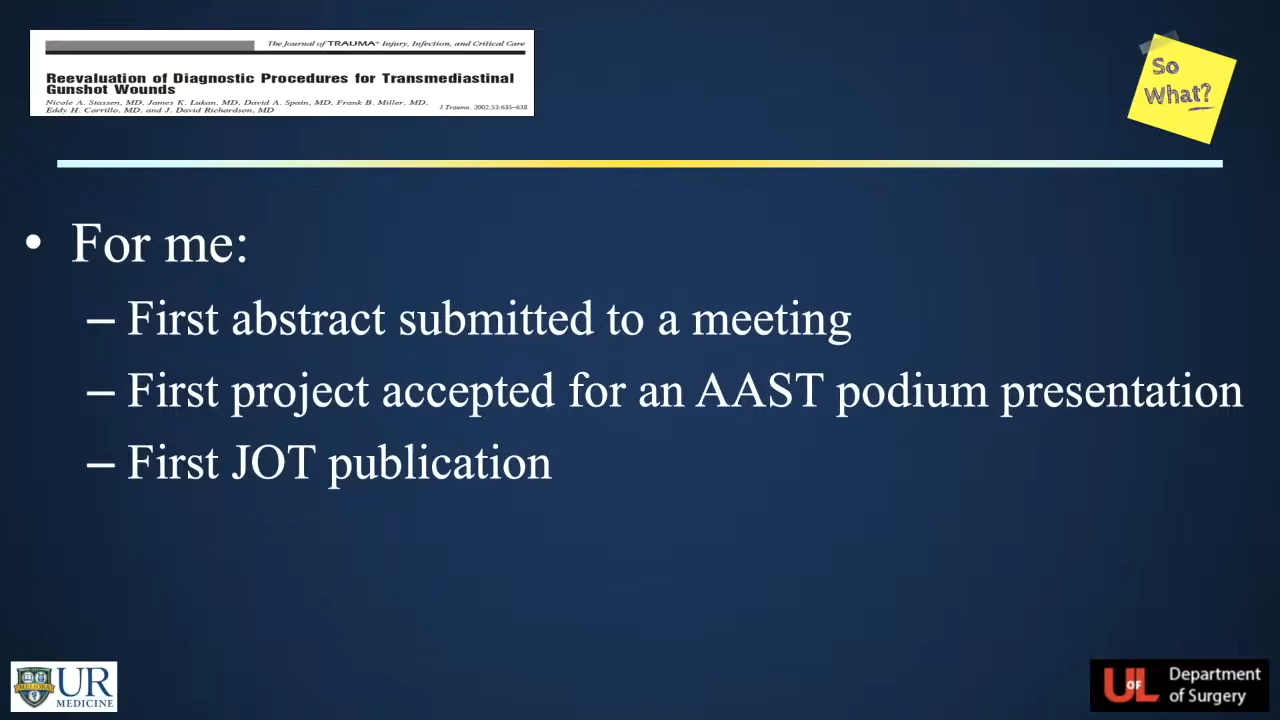 The Journal of TRAUMA® Injury, Infection, and Critical Care
Reevaluation of Diagnostic Procedures for Transmediastinal
Gunshot Wounds
Nicole A. Stassen, MD, James K. Lukan, MD, David A. Spain, MD, Frank B. Miller, MD,
Eddy H. Carrillo, MD, and J. David Richardson, MD
J Trauma 2002;53:635–638
So
What?
• For me:
– First abstract submitted to a meeting
– First project accepted for an AAST podium presentation
– First JOT publication
MELIORA
UR
MEDICINE
UofL
Department
of Surgery